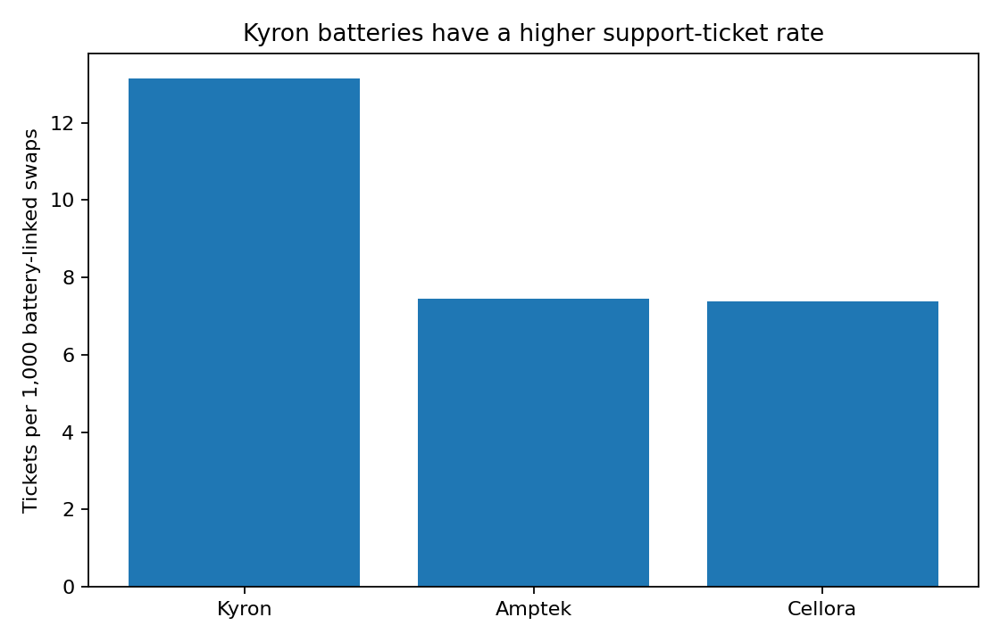 Kyron batteries have a higher support-ticket rate
Tickets per 1,000 battery-linked swaps
12
10
8
6
4
2
0
Kyron
Amptek
Cellora